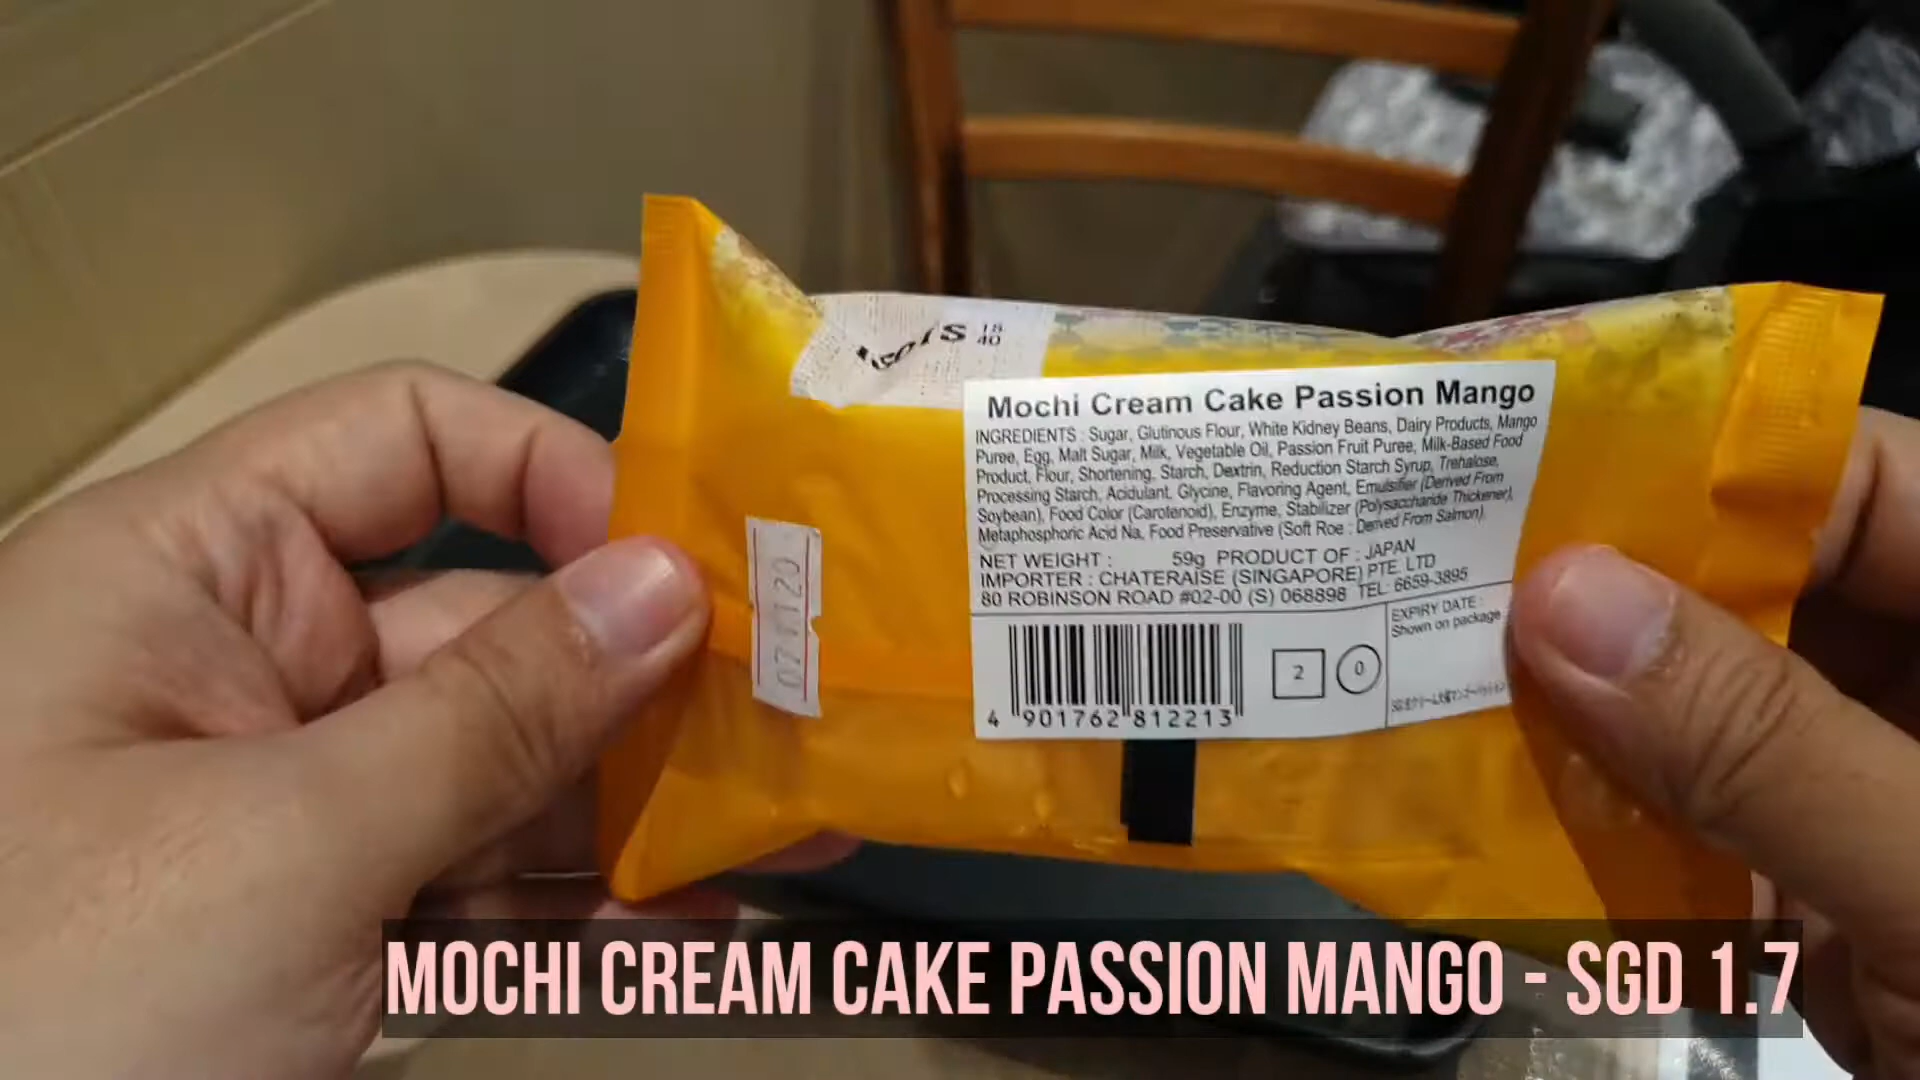 18
40
Mochi Cream Cake Passion Mango
INGREDIENTS : Sugar, Glutinous Flour, White Kidney Beans, Dairy Products, Mango
Puree, Egg, Malt Sugar, Milk, Vegetable Oil, Passion Fruit Puree, Milk-Based Food
Product, Flour, Shortening, Starch, Dextrin, Reduction Starch Syrup, Trehalose,
Processing Starch, Acidulant, Glycine, Flavoring Agent, Emulsifier (Derived From
Soybean), Food Color (Carotenoid), Enzyme, Stabilizer (Polysaccharide Thickener),
Metaphosphoric Acid Na, Food Preservative (Soft Roe : Derived From Salmon).
NET WEIGHT : 59g PRODUCT OF : JAPAN
IMPORTER : CHATERAISE (SINGAPORE) PTE. LTD
80 ROBINSON ROAD #02-00 (S) 068898 TEL: 6659-3895
EXPIRY DATE :
Shown on package
2 0
4 901762 812213
071120
MOCHI CREAM CAKE PASSION MANGO - SGD 1.7